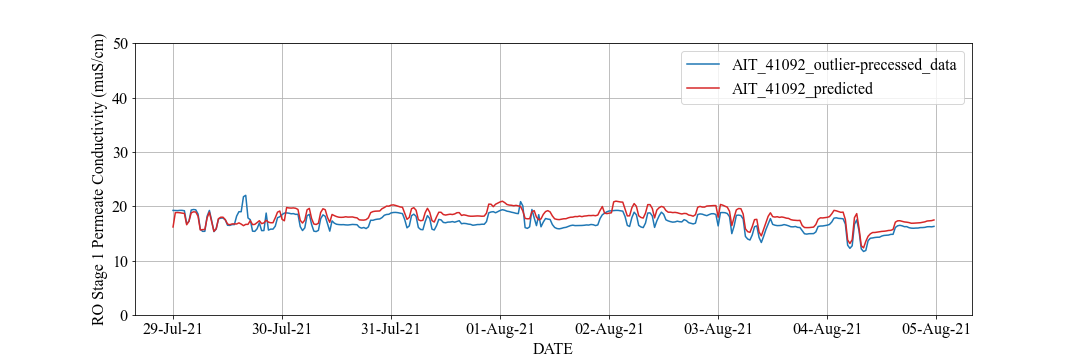 RO Stage 1 Permeate Conductivity (muS/cm)
50
40
30
20
10
0
AIT_41092_outlier-precessed_data
AIT_41092_predicted
29-Jul-21 30-Jul-21 31-Jul-21 01-Aug-21 02-Aug-21 03-Aug-21 04-Aug-21 05-Aug-21
DATE